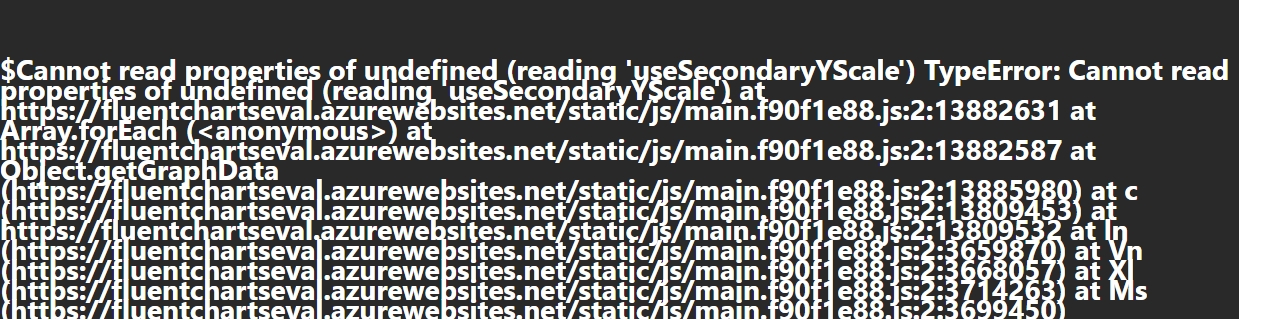 $Cannot read properties of undefined (reading 'useSecondaryYScale') TypeError: Cannot read
properties of undefined (reading 'useSecondaryYScale') at
https://fluentchartseval.azurewebsites.net/static/js/main.f90f1e88.js:2:13882631 at
Array.forEach (<anonymous>) at
https://fluentchartseval.azurewebsites.net/static/js/main.f90f1e88.js:2:13882587 at
Object.getGraphData
(https://fluentchartseval.azurewebsites.net/static/js/main.f90f1e88.js:2:13885980) at c
(https://fluentchartseval.azurewebsites.net/static/js/main.f90f1e88.js:2:13809453) at
https://fluentchartseval.azurewebsites.net/static/js/main.f90f1e88.js:2:13809532 at In
(https://fluentchartseval.azurewebsites.net/static/js/main.f90f1e88.js:2:3659870) at Vn
(https://fluentchartseval.azurewebsites.net/static/js/main.f90f1e88.js:2:3668057) at Xl
(https://fluentchartseval.azurewebsites.net/static/js/main.f90f1e88.js:2:3714263) at Ms
(https://fluentchartseval.azurewebsites.net/static/js/main.f90f1e88.js:2:3699450)